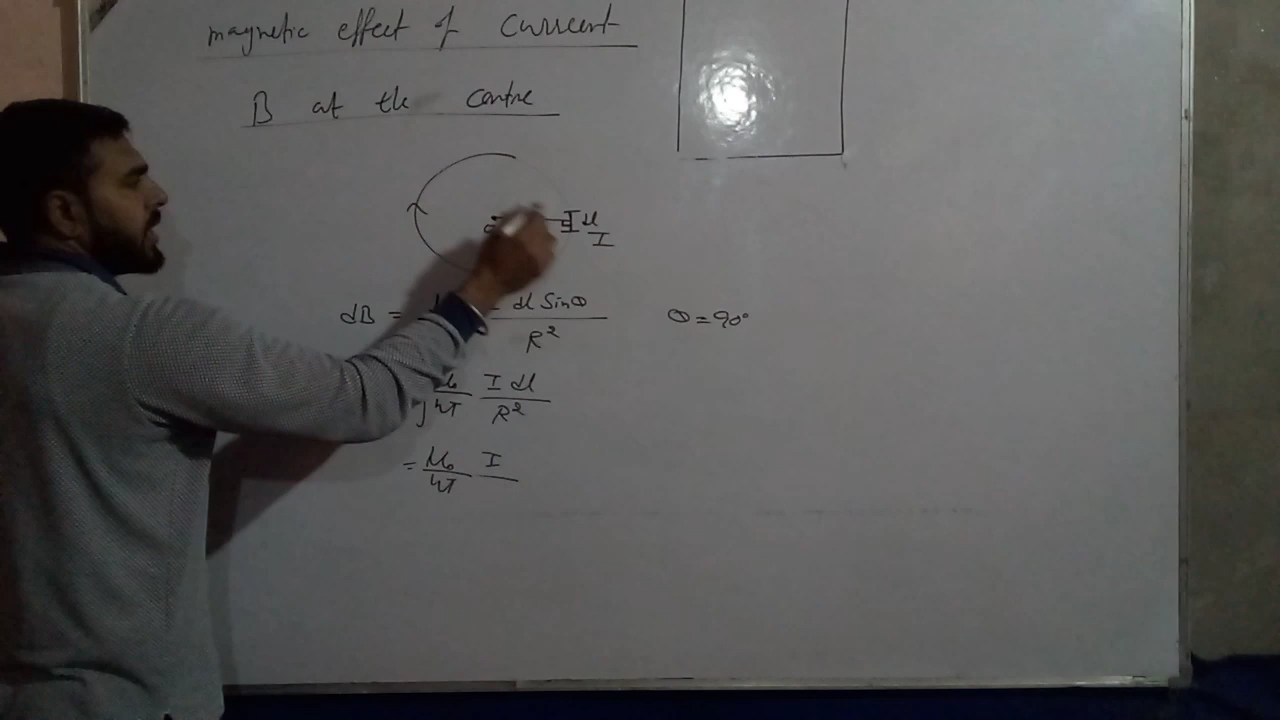 magnetic effect of current
B at the centre
I dl
I
dB = I dl Sinθ
R²
θ = 90°
∫ μ₀ I dl
4π R²
= μ₀ I
4π